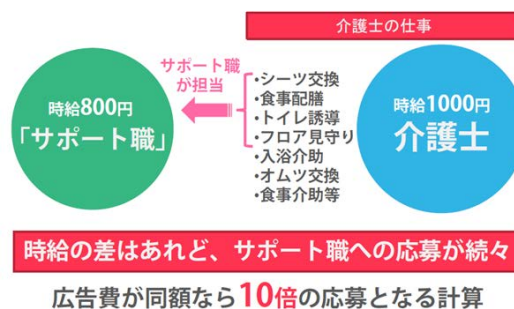 介護士の仕事
サポート職
が担当
時給800円
「サポート職」
・シーツ交換
・食事配膳
・トイレ誘導
・フロア見守り
・入浴介助
・オムツ交換
・食事介助等
時給1000円
介護士
時給の差はあれど、サポート職への応募が続々
広告費が同額なら10倍の応募となる計算